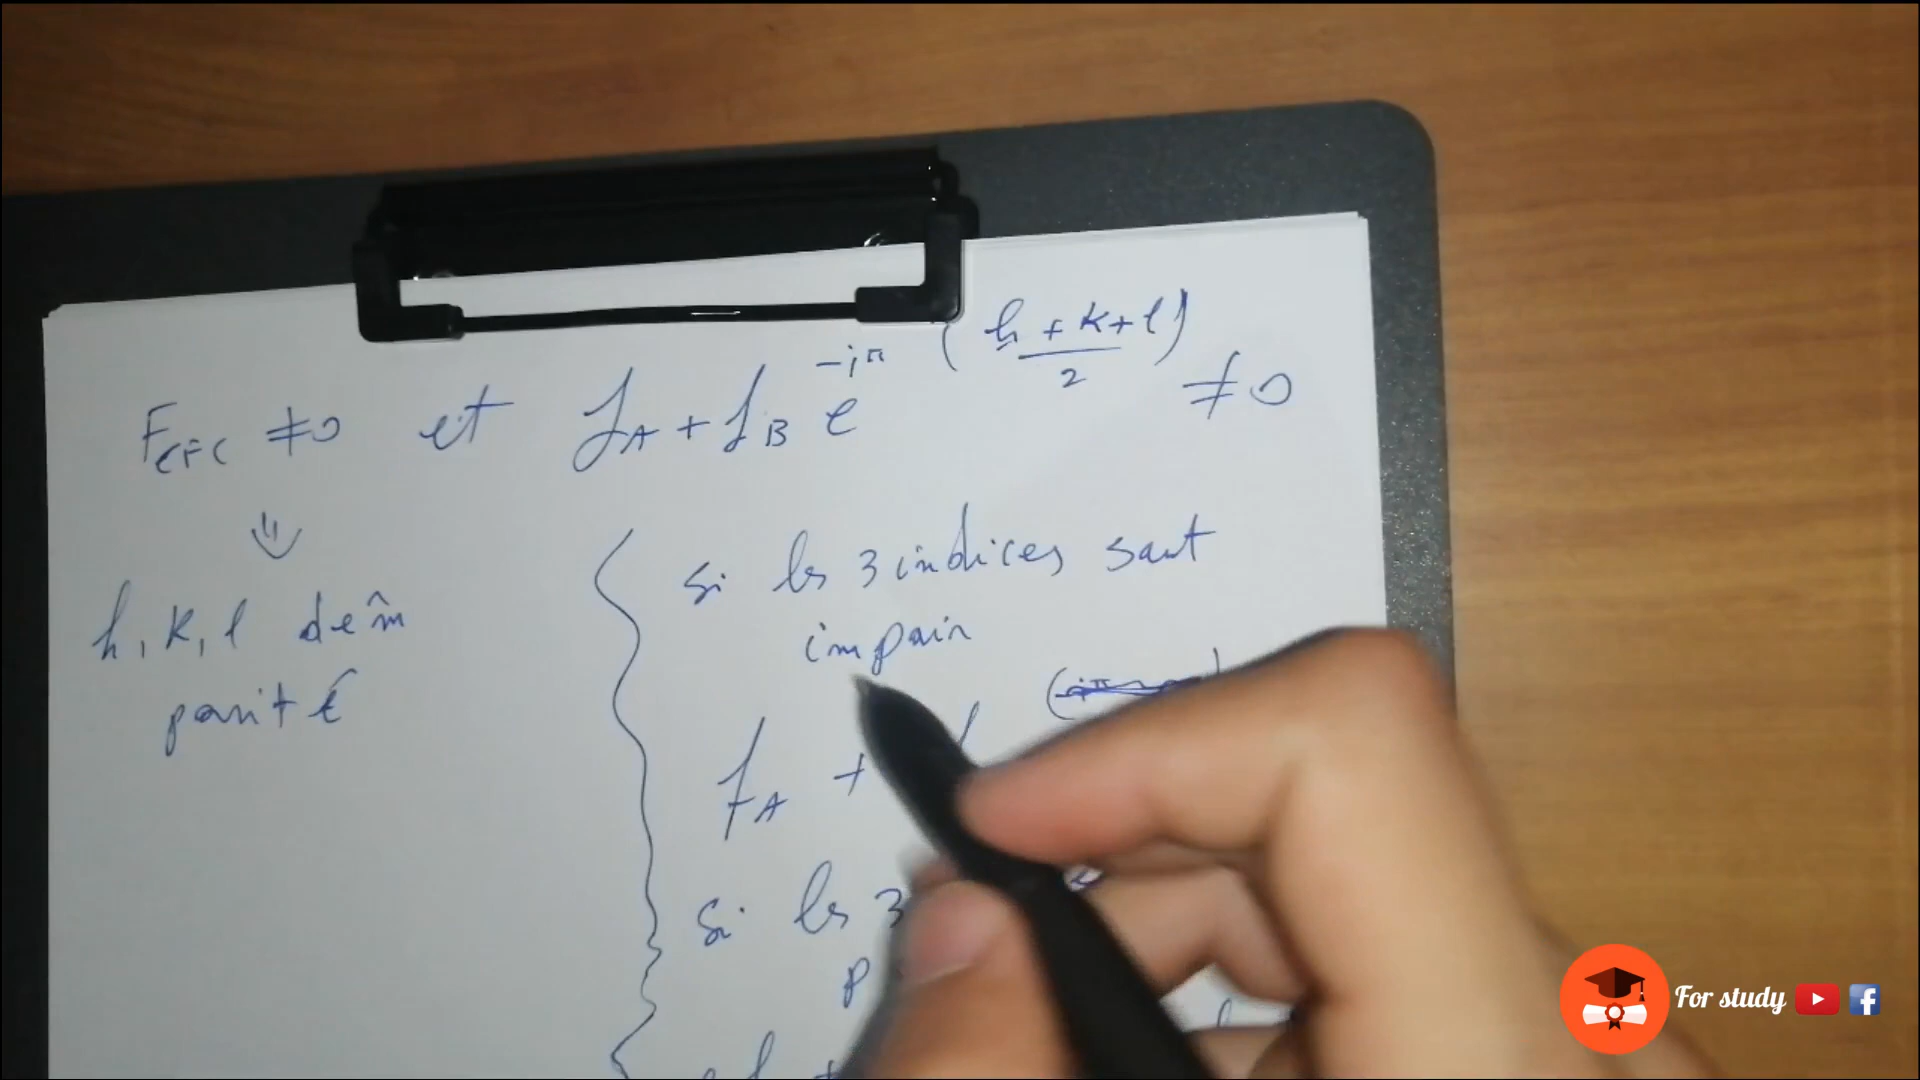 F_CFC ≠0 et f_A + f_B e^{-iπ (h+k+l)/2} ≠0
⇓
h, k, l de m̂
parité
si les 3 indices sont
impair
f_A +
si les 3
p
For study